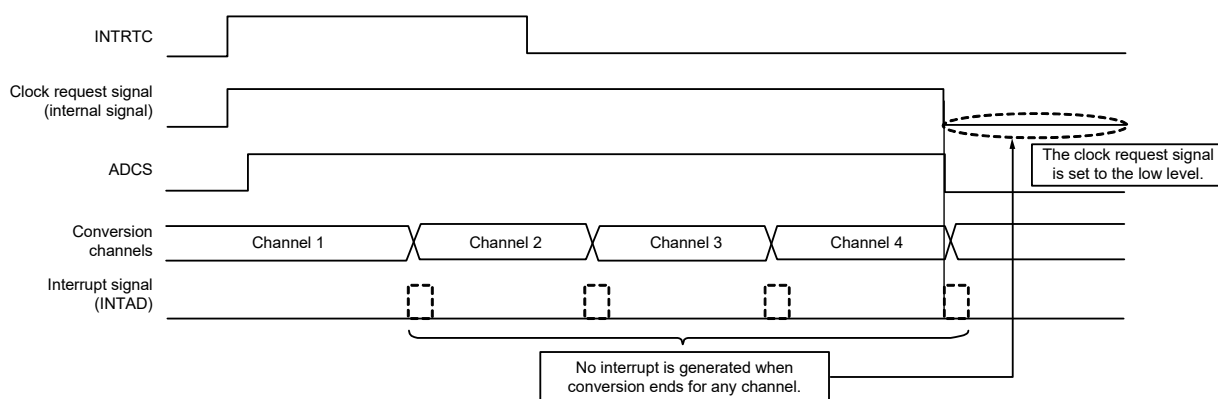 INTRTC
Clock request signal
(internal signal)
The clock request signal
is set to the low level.
ADCS
Conversion
channels
Channel 1
Channel 2
Channel 3
Channel 4
Interrupt signal
(INTAD)
No interrupt is generated when
conversion ends for any channel.